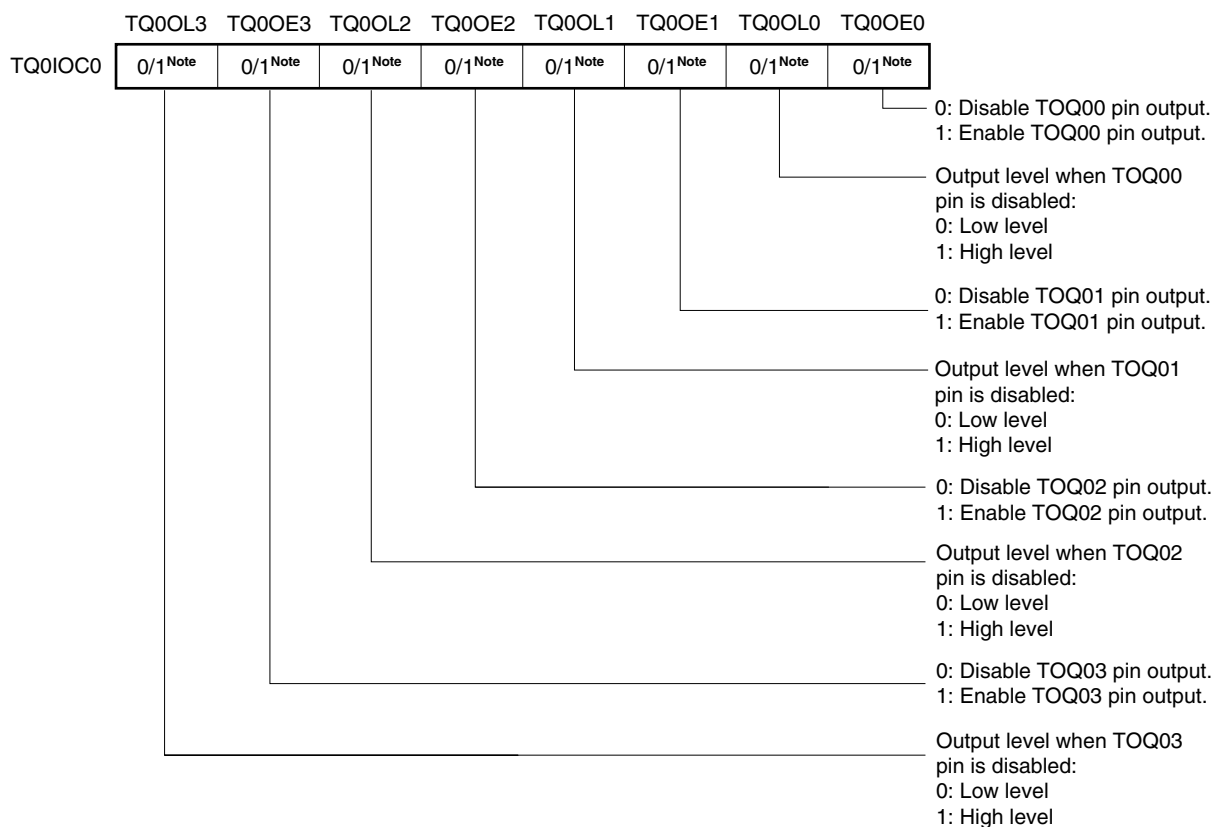 TQ0OL3 TQ0OE3 TQ0OL2 TQ0OE2 TQ0OL1 TQ0OE1 TQ0OL0 TQ0OE0
TQ0IOC0 0/1Note 0/1Note 0/1Note 0/1Note 0/1Note 0/1Note 0/1Note 0/1Note
0: Disable TOQ00 pin output.
1: Enable TOQ00 pin output.
Output level when TOQ00
pin is disabled:
0: Low level
1: High level
0: Disable TOQ01 pin output.
1: Enable TOQ01 pin output.
Output level when TOQ01
pin is disabled:
0: Low level
1: High level
0: Disable TOQ02 pin output.
1: Enable TOQ02 pin output.
Output level when TOQ02
pin is disabled:
0: Low level
1: High level
0: Disable TOQ03 pin output.
1: Enable TOQ03 pin output.
Output level when TOQ03
pin is disabled:
0: Low level
1: High level